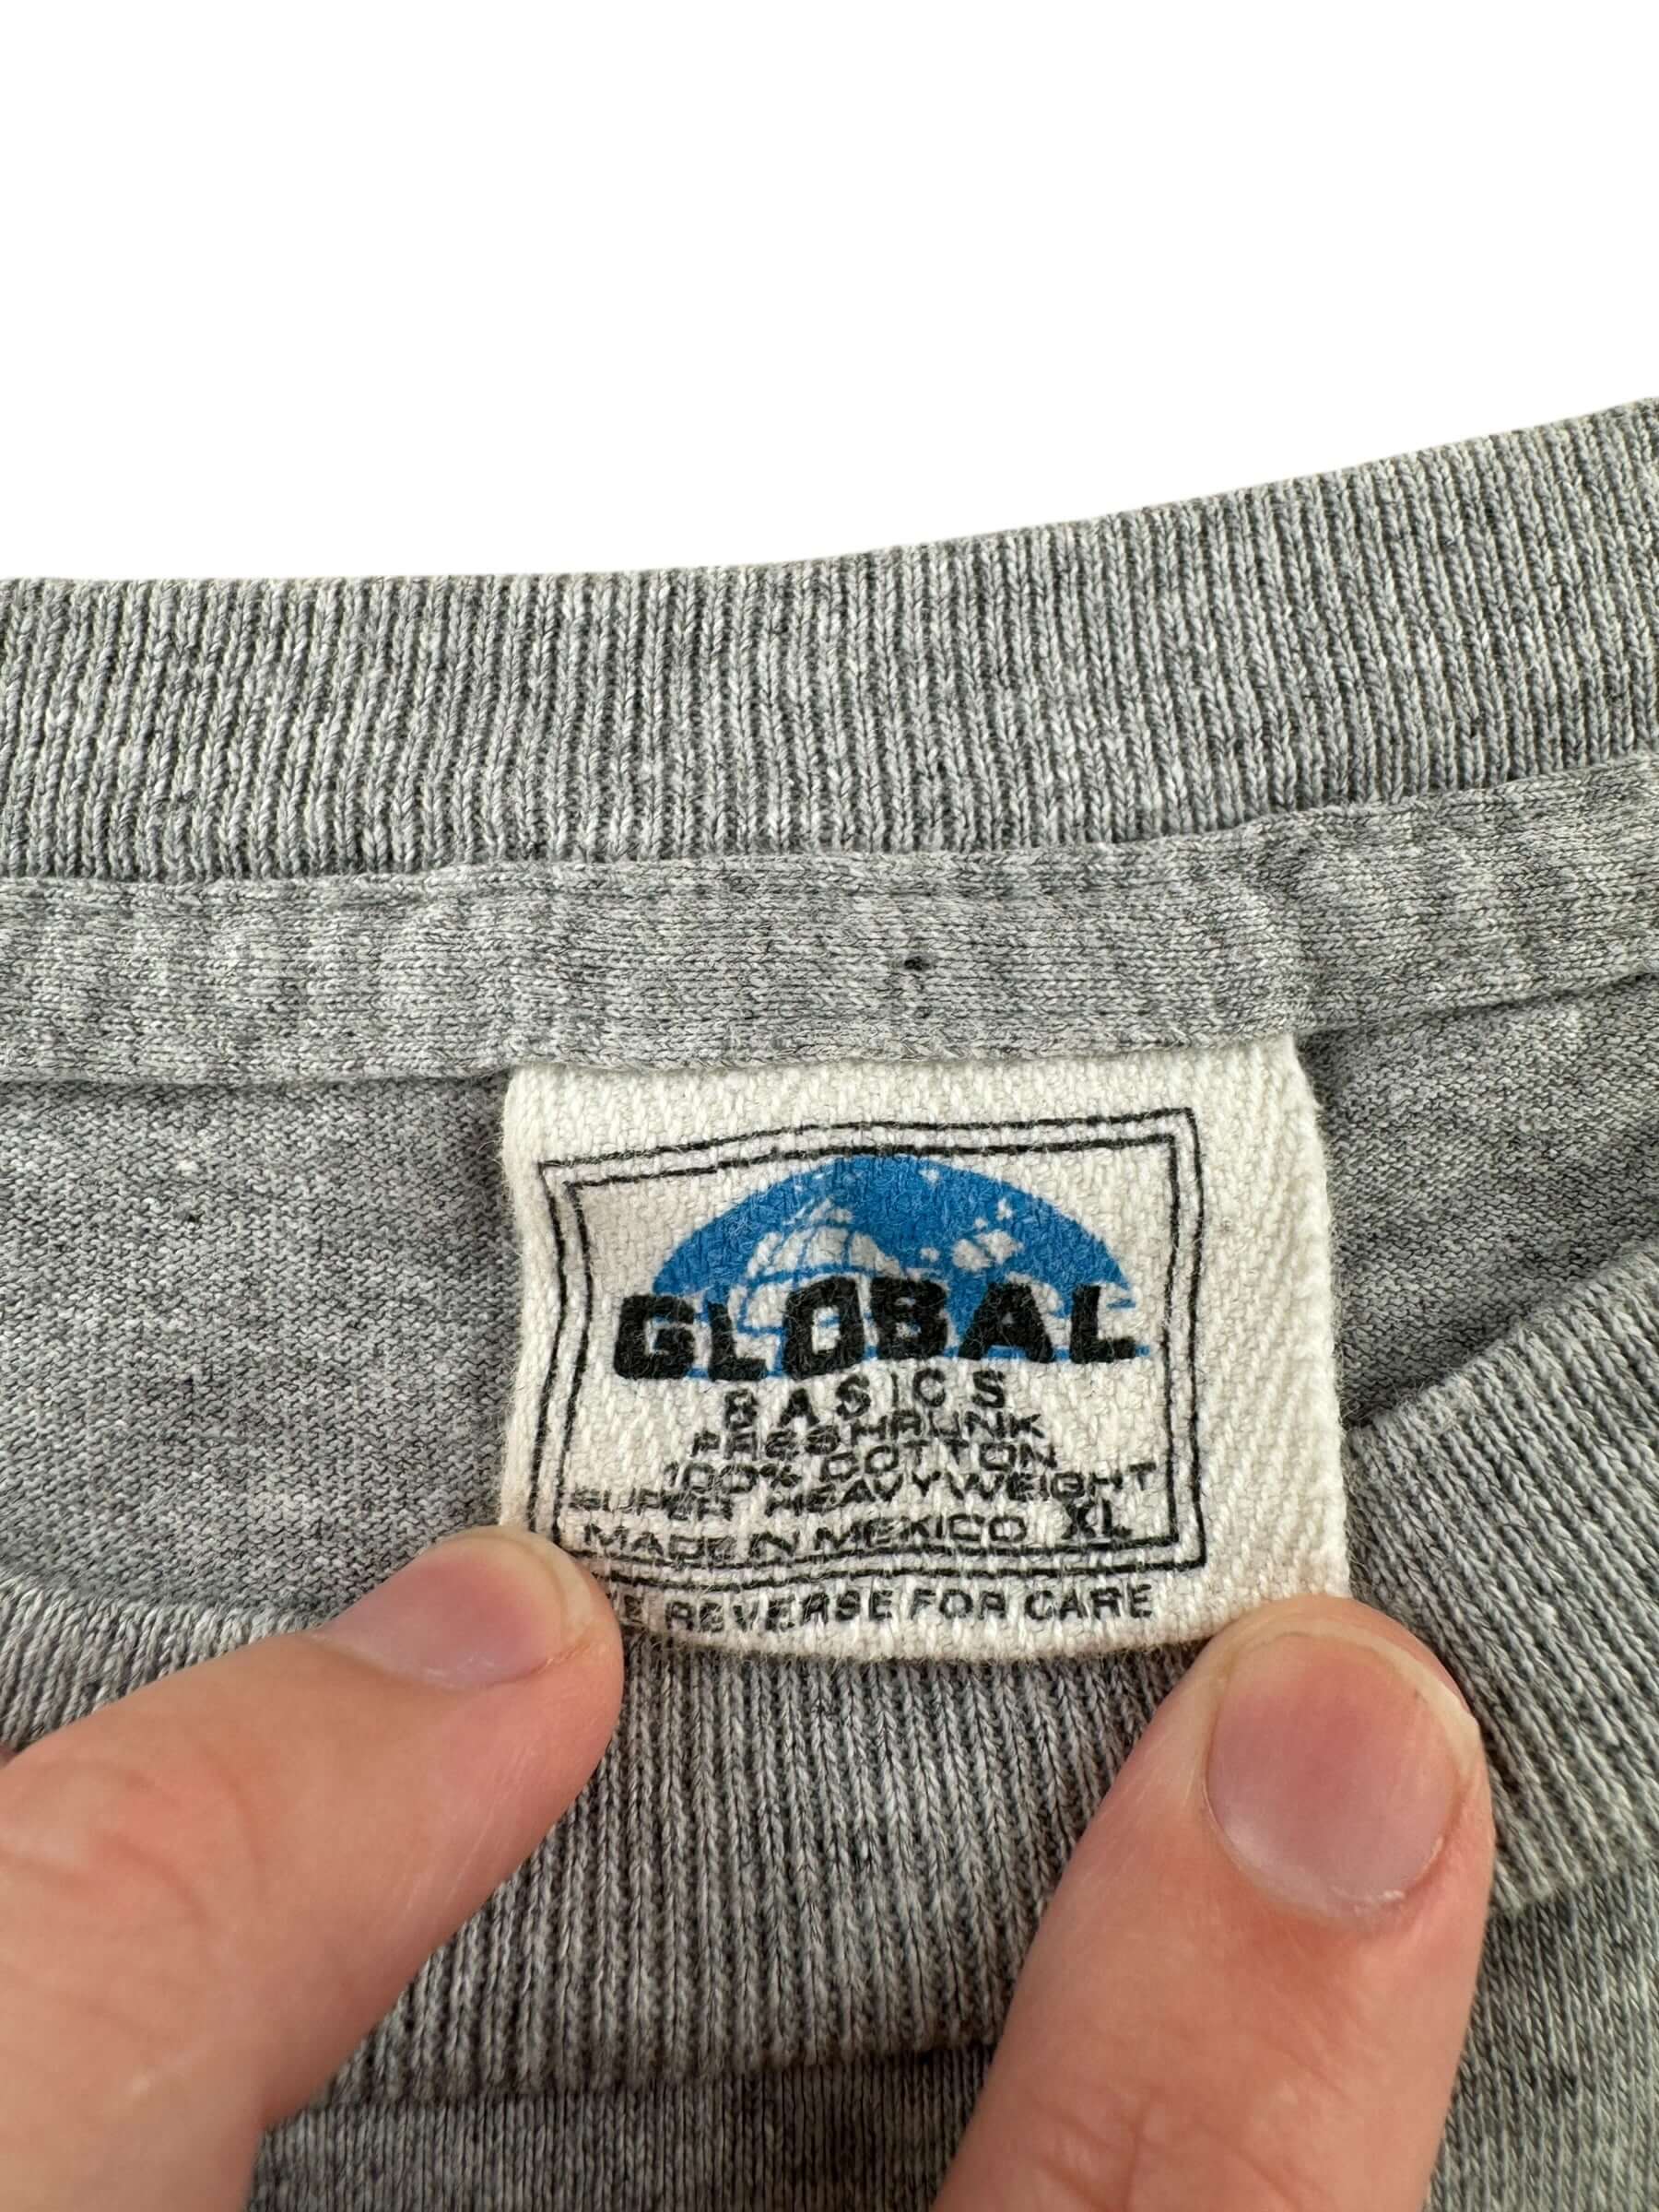 GLOBAL
BASICS
PRESHRUNK
100% COTTON
SUPER HEAVYWEIGHT
MADE IN MEXICO XL
REVERSE FOR CARE